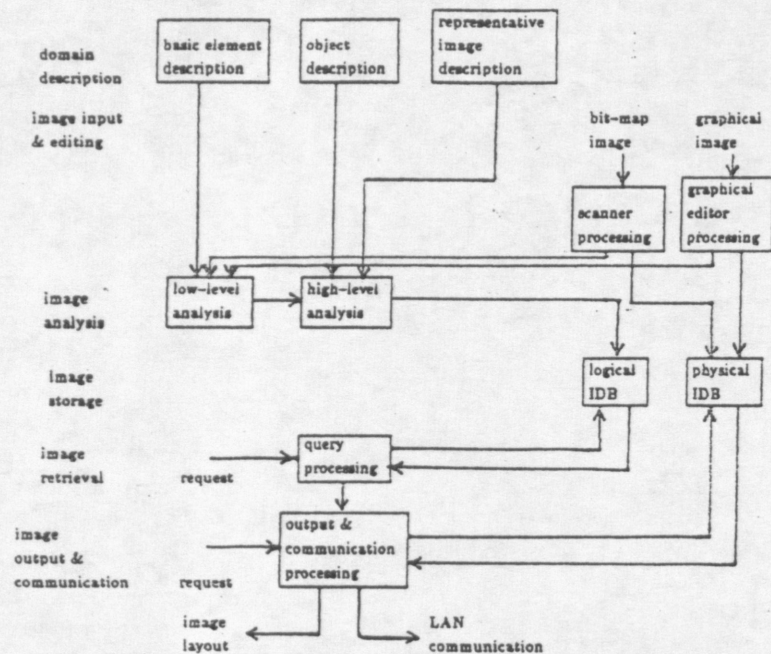 domain
description
basic element
description
object
description
representative
image
description
image input
& editing
bit-map
image
graphical
image
scanner
processing
graphical
editor
processing
image
analysis
low-level
analysis
high-level
analysis
image
storage
logical
IDB
physical
IDB
image
retrieval
request
query
processing
image
output &
communication
request
output &
communication
processing
image
layout
LAN
communication